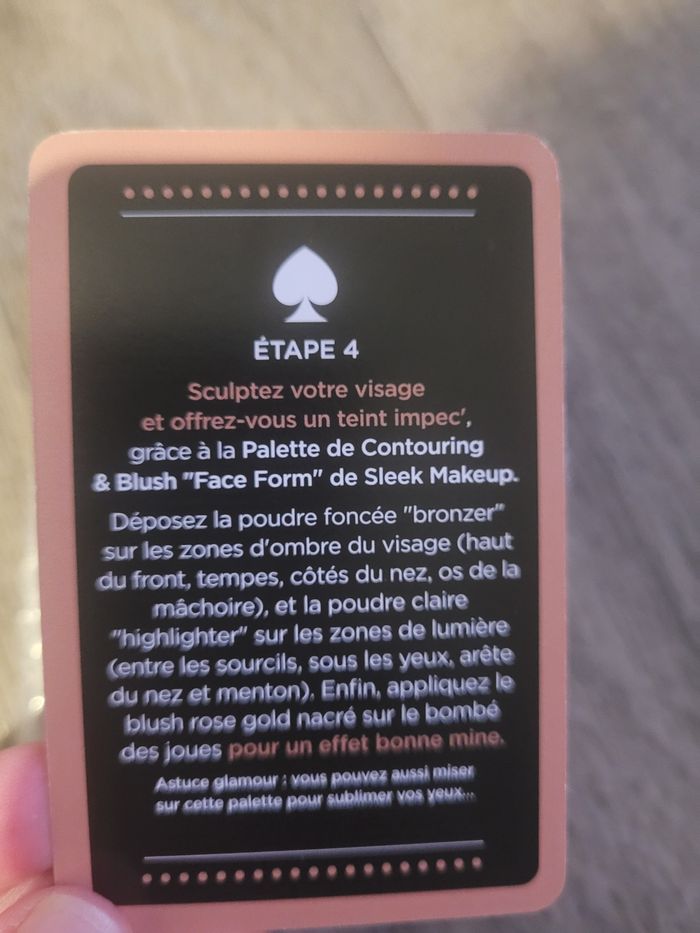 ÉTAPE 4
Sculptez votre visage
et offrez-vous un teint impec',
grâce à la Palette de Contouring
& Blush "Face Form" de Sleek Makeup.
Déposez la poudre foncée "bronzer"
sur les zones d'ombre du visage (haut
du front, tempes, côtés du nez, os de la
mâchoire), et la poudre claire
"highlighter" sur les zones de lumière
(entre les sourcils, sous les yeux, arête
du nez et menton). Enfin, appliquez le
blush rose gold nacré sur le bombé
des joues pour un effet bonne mine.
Astuce glamour : vous pouvez aussi miser
sur cette palette pour sublimer vos yeux...